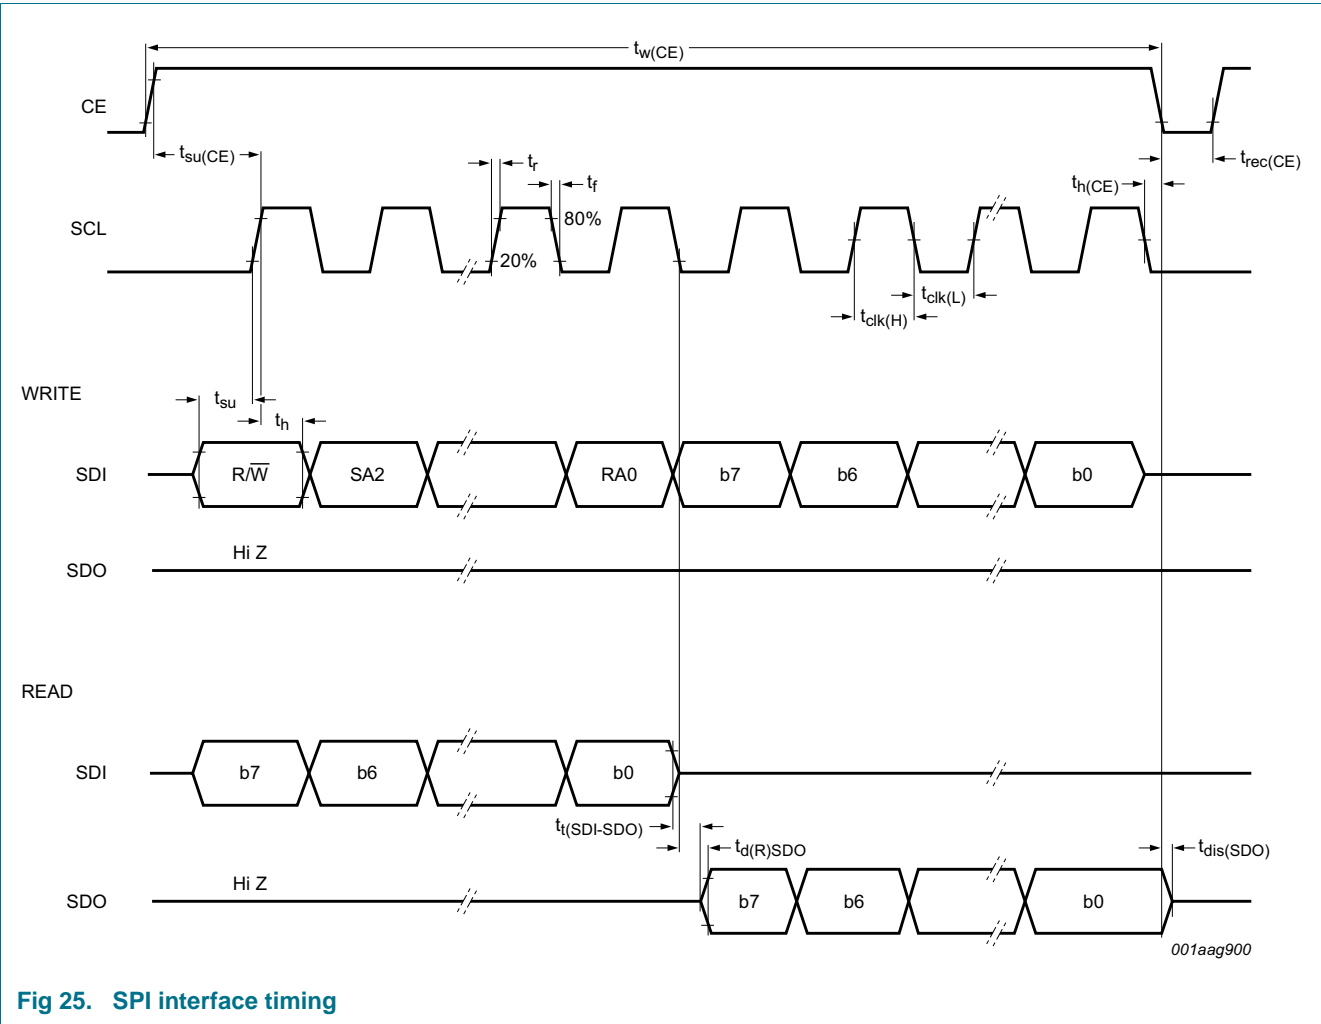 tw(CE)
CE
tsu(CE)
tr
trec(CE)
tf
th(CE)
SCL
80%
20%
tclk(L)
tclk(H)
WRITE
tsu
th
SDI
R/W̅
SA2
RA0
b7
b6
b0
Hi Z
SDO
READ
SDI
b7
b6
b0
tt(SDI-SDO)
td(R)SDO
tdis(SDO)
Hi Z
SDO
b7
b6
b0
001aag900
Fig 25. SPI interface timing